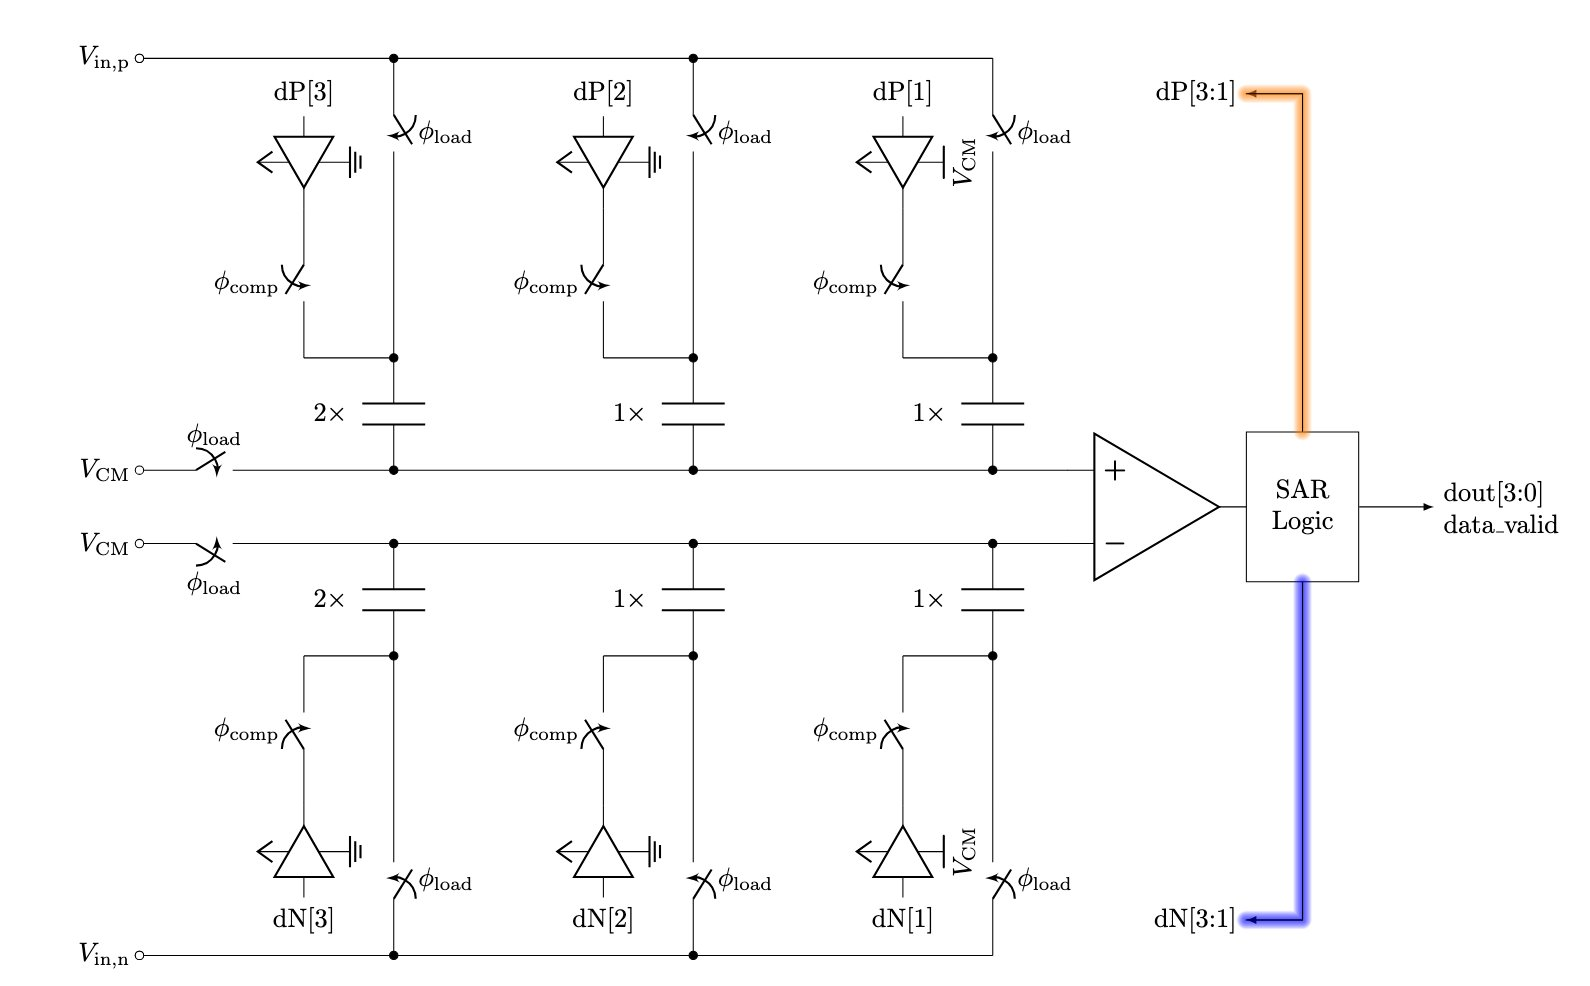 V_in,p
dP[3]
dP[2]
dP[1]
dP[3:1]
ϕ_load
ϕ_load
V_CM
ϕ_load
ϕ_comp
ϕ_comp
ϕ_comp
2×
1×
1×
ϕ_load
V_CM
+
SAR
Logic
dout[3:0]
data_valid
V_CM
−
ϕ_load
2×
1×
1×
ϕ_comp
ϕ_comp
ϕ_comp
ϕ_load
ϕ_load
V_CM
ϕ_load
dN[3]
dN[2]
dN[1]
dN[3:1]
V_in,n